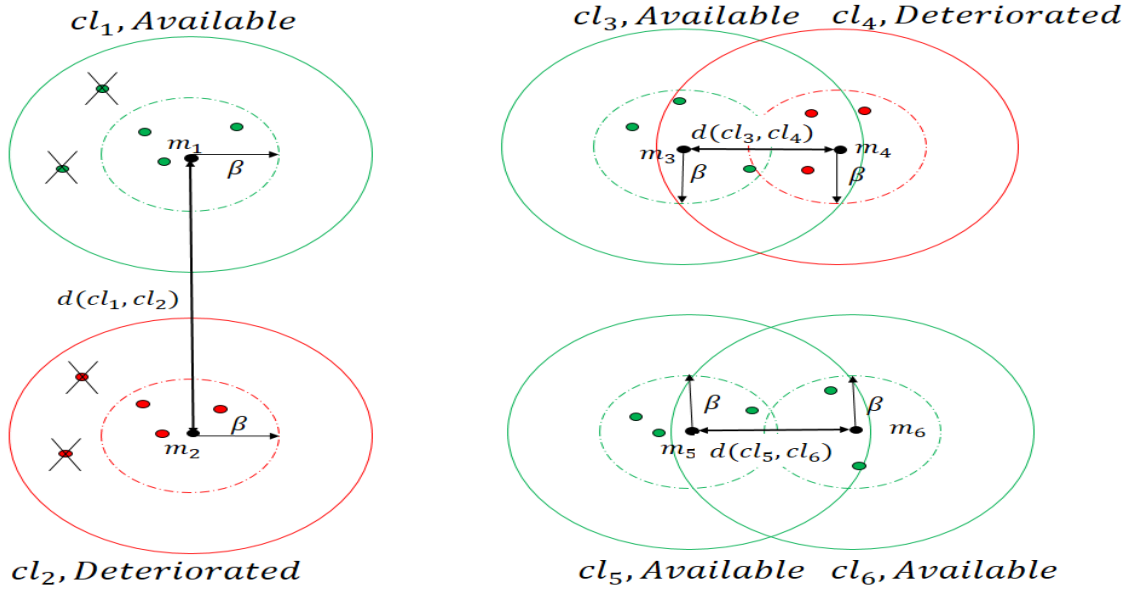 cl₁, Available
m₁
β
d(cl₁, cl₂)
β
m₂
cl₂, Deteriorated
cl₃, Available
cl₄, Deteriorated
d(cl₃, cl₄)
m₃
m₄
β
β
β
β
m₅
m₆
d(cl₅, cl₆)
cl₅, Available
cl₆, Available